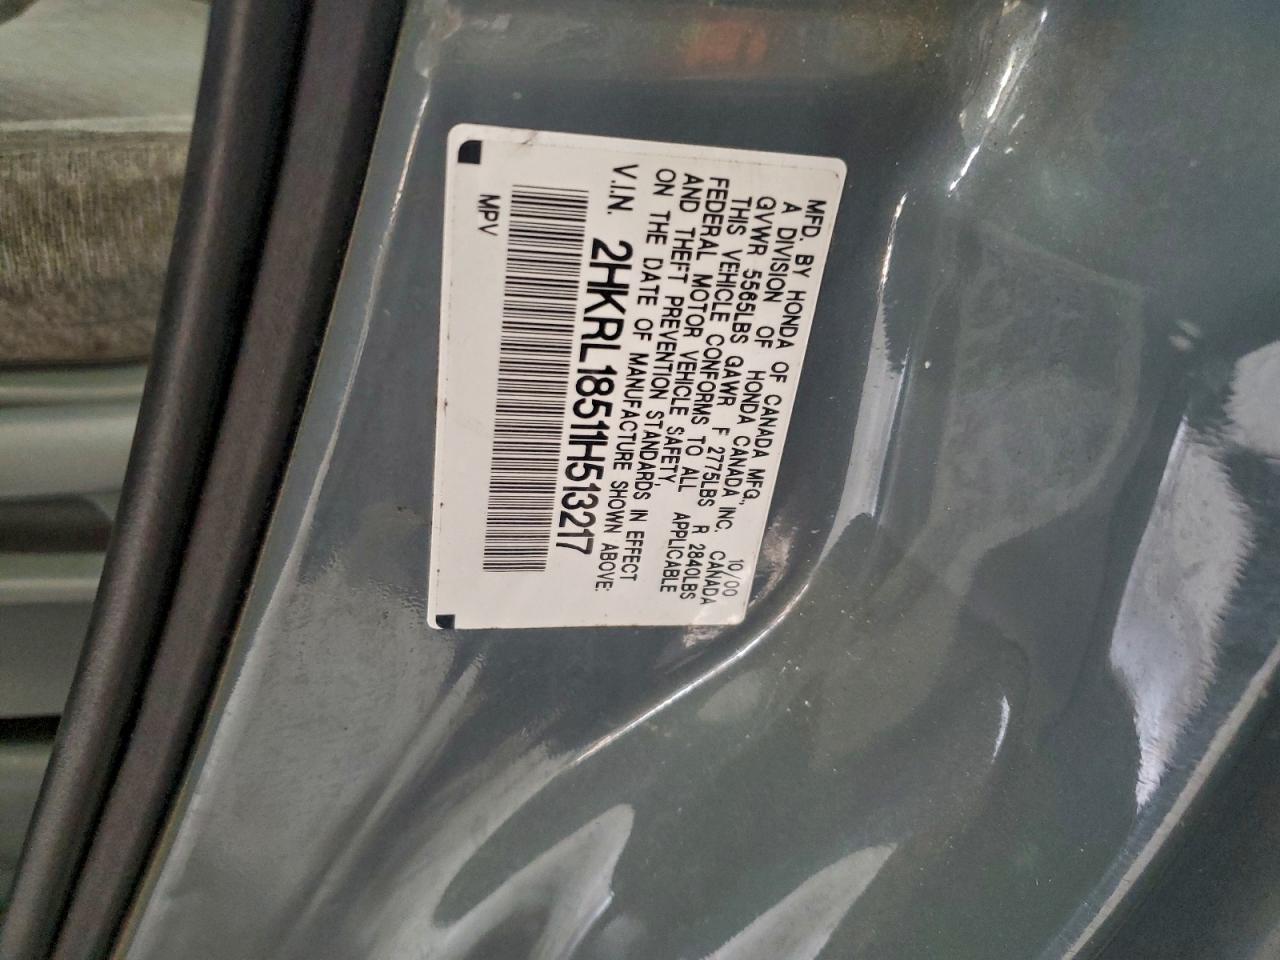 MFD. BY HONDA OF CANADA MFG., 10/00
A DIVISION OF HONDA CANADA INC. CANADA
GVWR 5565LBS GAWR F 2775LBS R 2840LBS
THIS VEHICLE CONFORMS TO ALL APPLICABLE
FEDERAL MOTOR VEHICLE SAFETY
AND THEFT PREVENTION STANDARDS IN EFFECT
ON THE DATE OF MANUFACTURE SHOWN ABOVE:
V.I.N. 2HKRL18511H513217
MPV